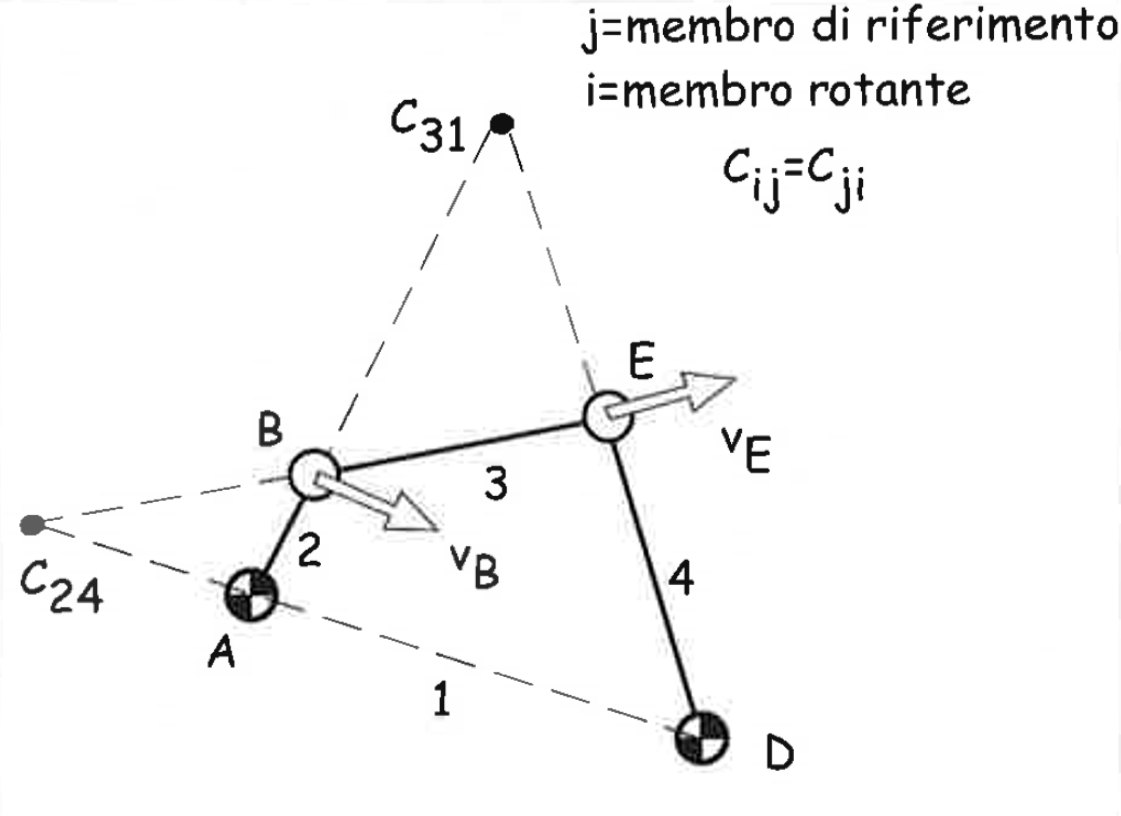 j=membro di riferimento
i=membro rotante
C31
Cij=Cji
E
vE
B
3
2
vB
C24
4
A
1
D